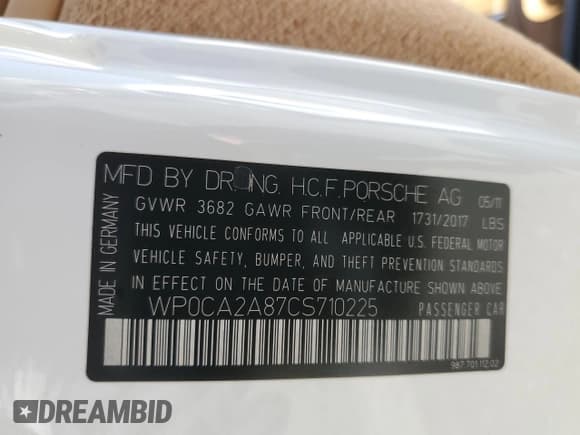 MADE IN GERMANY
MFD BY DR. ING. H.C.F. PORSCHE AG 05/11
GVWR 3682 GAWR FRONT/REAR 1731/2017 LBS
THIS VEHICLE CONFORMS TO ALL APPLICABLE U.S. FEDERAL MOTOR
VEHICLE SAFETY, BUMPER, AND THEFT PREVENTION STANDARDS
IN EFFECT ON THE DATE OF MANUFACTURE SHOWN ABOVE.
WP0CA2A87CS710225 PASSENGER CAR
987.701.112.02
DREAMBID